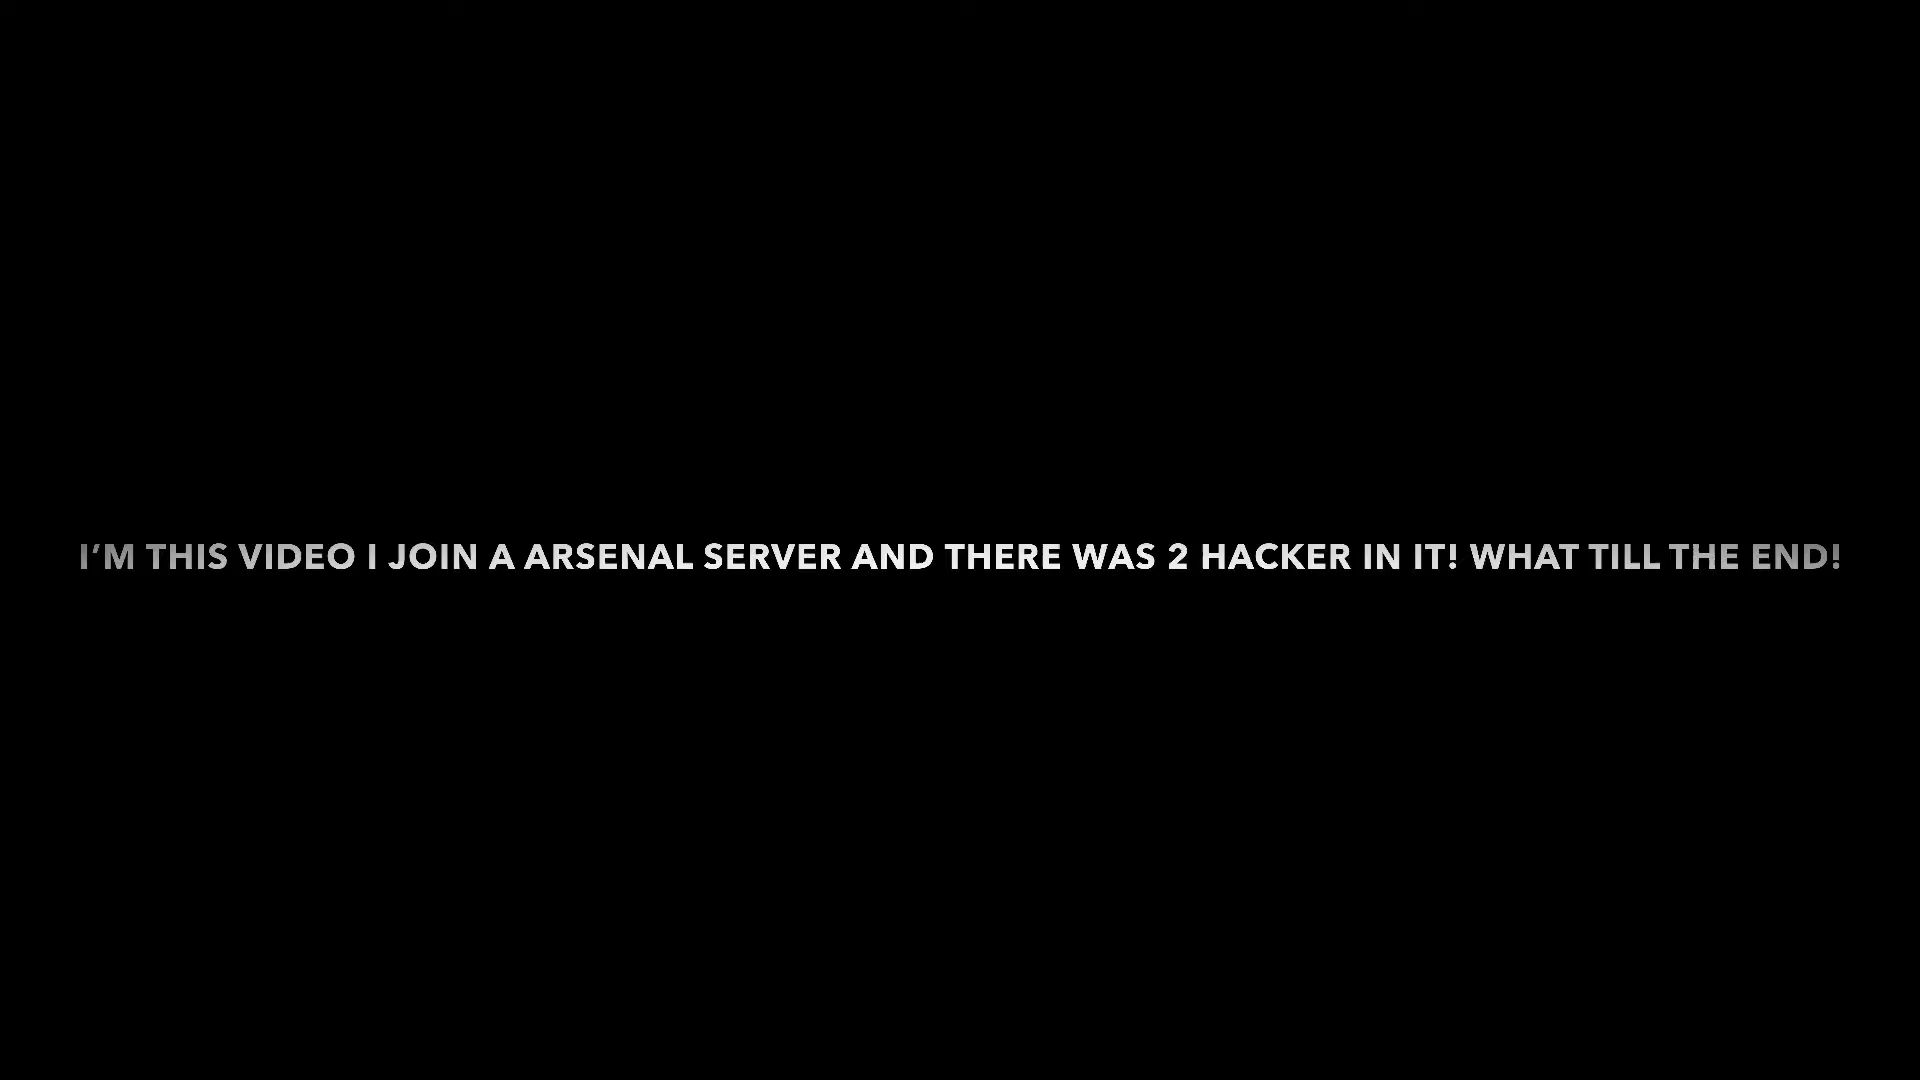 I’M THIS VIDEO I JOIN A ARSENAL SERVER AND THERE WAS 2 HACKER IN IT! WHAT TILL THE END!